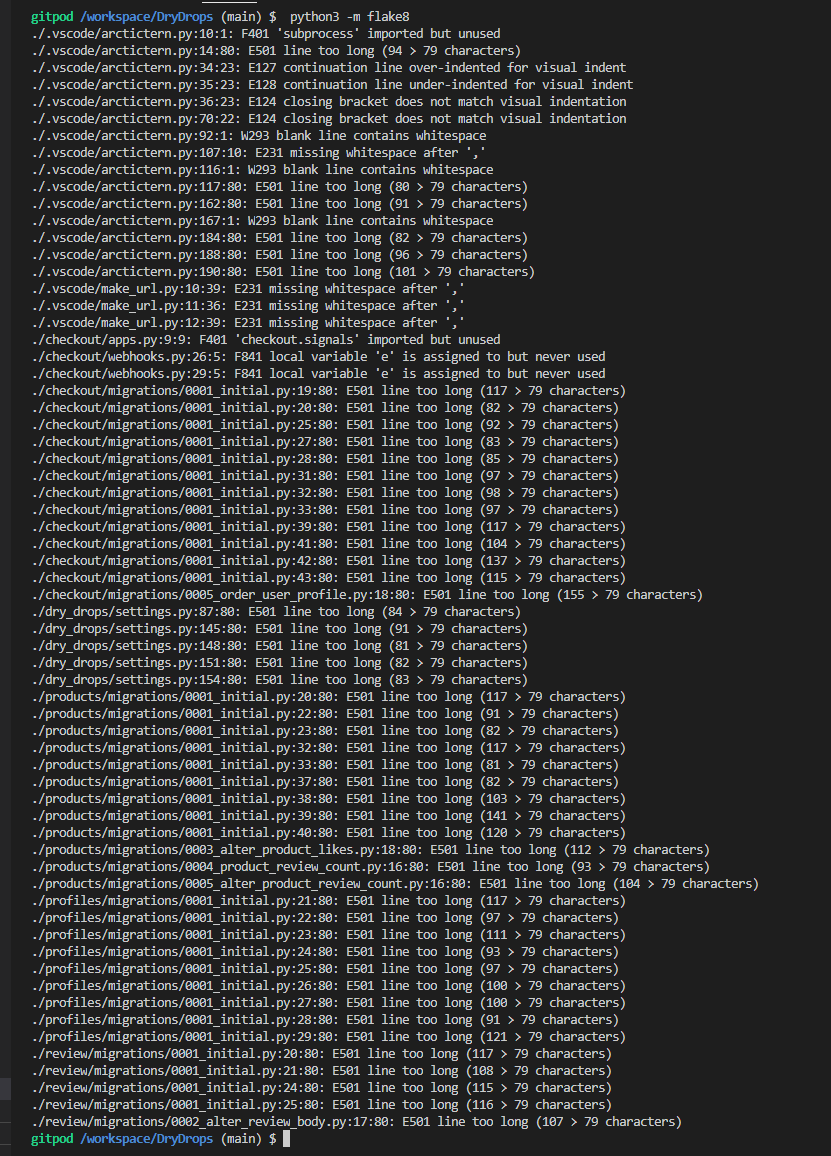 gitpod /workspace/DryDrops (main) $  python3 -m flake8
./.vscode/arctictern.py:10:1: F401 'subprocess' imported but unused
./.vscode/arctictern.py:14:80: E501 line too long (94 > 79 characters)
./.vscode/arctictern.py:34:23: E127 continuation line over-indented for visual indent
./.vscode/arctictern.py:35:23: E128 continuation line under-indented for visual indent
./.vscode/arctictern.py:36:23: E124 closing bracket does not match visual indentation
./.vscode/arctictern.py:70:22: E124 closing bracket does not match visual indentation
./.vscode/arctictern.py:92:1: W293 blank line contains whitespace
./.vscode/arctictern.py:107:10: E231 missing whitespace after ','
./.vscode/arctictern.py:116:1: W293 blank line contains whitespace
./.vscode/arctictern.py:117:80: E501 line too long (80 > 79 characters)
./.vscode/arctictern.py:162:80: E501 line too long (91 > 79 characters)
./.vscode/arctictern.py:167:1: W293 blank line contains whitespace
./.vscode/arctictern.py:184:80: E501 line too long (82 > 79 characters)
./.vscode/arctictern.py:188:80: E501 line too long (96 > 79 characters)
./.vscode/arctictern.py:190:80: E501 line too long (101 > 79 characters)
./.vscode/make_url.py:10:39: E231 missing whitespace after ','
./.vscode/make_url.py:11:36: E231 missing whitespace after ','
./.vscode/make_url.py:12:39: E231 missing whitespace after ','
./checkout/apps.py:9:9: F401 'checkout.signals' imported but unused
./checkout/webhooks.py:26:5: F841 local variable 'e' is assigned to but never used
./checkout/webhooks.py:29:5: F841 local variable 'e' is assigned to but never used
./checkout/migrations/0001_initial.py:19:80: E501 line too long (117 > 79 characters)
./checkout/migrations/0001_initial.py:20:80: E501 line too long (82 > 79 characters)
./checkout/migrations/0001_initial.py:25:80: E501 line too long (92 > 79 characters)
./checkout/migrations/0001_initial.py:27:80: E501 line too long (83 > 79 characters)
./checkout/migrations/0001_initial.py:28:80: E501 line too long (85 > 79 characters)
./checkout/migrations/0001_initial.py:31:80: E501 line too long (97 > 79 characters)
./checkout/migrations/0001_initial.py:32:80: E501 line too long (98 > 79 characters)
./checkout/migrations/0001_initial.py:33:80: E501 line too long (97 > 79 characters)
./checkout/migrations/0001_initial.py:39:80: E501 line too long (117 > 79 characters)
./checkout/migrations/0001_initial.py:41:80: E501 line too long (104 > 79 characters)
./checkout/migrations/0001_initial.py:42:80: E501 line too long (137 > 79 characters)
./checkout/migrations/0001_initial.py:43:80: E501 line too long (115 > 79 characters)
./checkout/migrations/0005_order_user_profile.py:18:80: E501 line too long (155 > 79 characters)
./dry_drops/settings.py:87:80: E501 line too long (84 > 79 characters)
./dry_drops/settings.py:145:80: E501 line too long (91 > 79 characters)
./dry_drops/settings.py:148:80: E501 line too long (81 > 79 characters)
./dry_drops/settings.py:151:80: E501 line too long (82 > 79 characters)
./dry_drops/settings.py:154:80: E501 line too long (83 > 79 characters)
./products/migrations/0001_initial.py:20:80: E501 line too long (117 > 79 characters)
./products/migrations/0001_initial.py:22:80: E501 line too long (91 > 79 characters)
./products/migrations/0001_initial.py:23:80: E501 line too long (82 > 79 characters)
./products/migrations/0001_initial.py:32:80: E501 line too long (117 > 79 characters)
./products/migrations/0001_initial.py:33:80: E501 line too long (81 > 79 characters)
./products/migrations/0001_initial.py:37:80: E501 line too long (82 > 79 characters)
./products/migrations/0001_initial.py:38:80: E501 line too long (103 > 79 characters)
./products/migrations/0001_initial.py:39:80: E501 line too long (141 > 79 characters)
./products/migrations/0001_initial.py:40:80: E501 line too long (120 > 79 characters)
./products/migrations/0003_alter_product_likes.py:18:80: E501 line too long (112 > 79 characters)
./products/migrations/0004_product_review_count.py:16:80: E501 line too long (93 > 79 characters)
./products/migrations/0005_alter_product_review_count.py:16:80: E501 line too long (104 > 79 characters)
./profiles/migrations/0001_initial.py:21:80: E501 line too long (117 > 79 characters)
./profiles/migrations/0001_initial.py:22:80: E501 line too long (97 > 79 characters)
./profiles/migrations/0001_initial.py:23:80: E501 line too long (111 > 79 characters)
./profiles/migrations/0001_initial.py:24:80: E501 line too long (93 > 79 characters)
./profiles/migrations/0001_initial.py:25:80: E501 line too long (97 > 79 characters)
./profiles/migrations/0001_initial.py:26:80: E501 line too long (100 > 79 characters)
./profiles/migrations/0001_initial.py:27:80: E501 line too long (100 > 79 characters)
./profiles/migrations/0001_initial.py:28:80: E501 line too long (91 > 79 characters)
./profiles/migrations/0001_initial.py:29:80: E501 line too long (121 > 79 characters)
./review/migrations/0001_initial.py:20:80: E501 line too long (117 > 79 characters)
./review/migrations/0001_initial.py:21:80: E501 line too long (108 > 79 characters)
./review/migrations/0001_initial.py:24:80: E501 line too long (115 > 79 characters)
./review/migrations/0001_initial.py:25:80: E501 line too long (116 > 79 characters)
./review/migrations/0002_alter_review_body.py:17:80: E501 line too long (107 > 79 characters)
gitpod /workspace/DryDrops (main) $